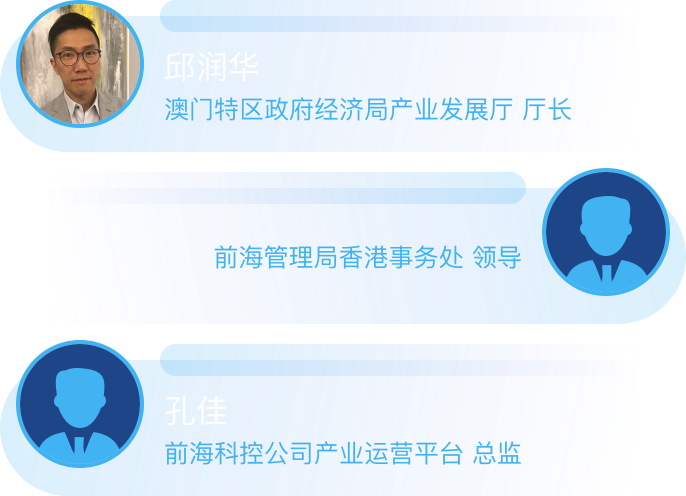 邱润华
澳门特区政府经济局产业发展厅 厅长
前海管理局香港事务处 领导
孔佳
前海科控公司产业运营平台 总监